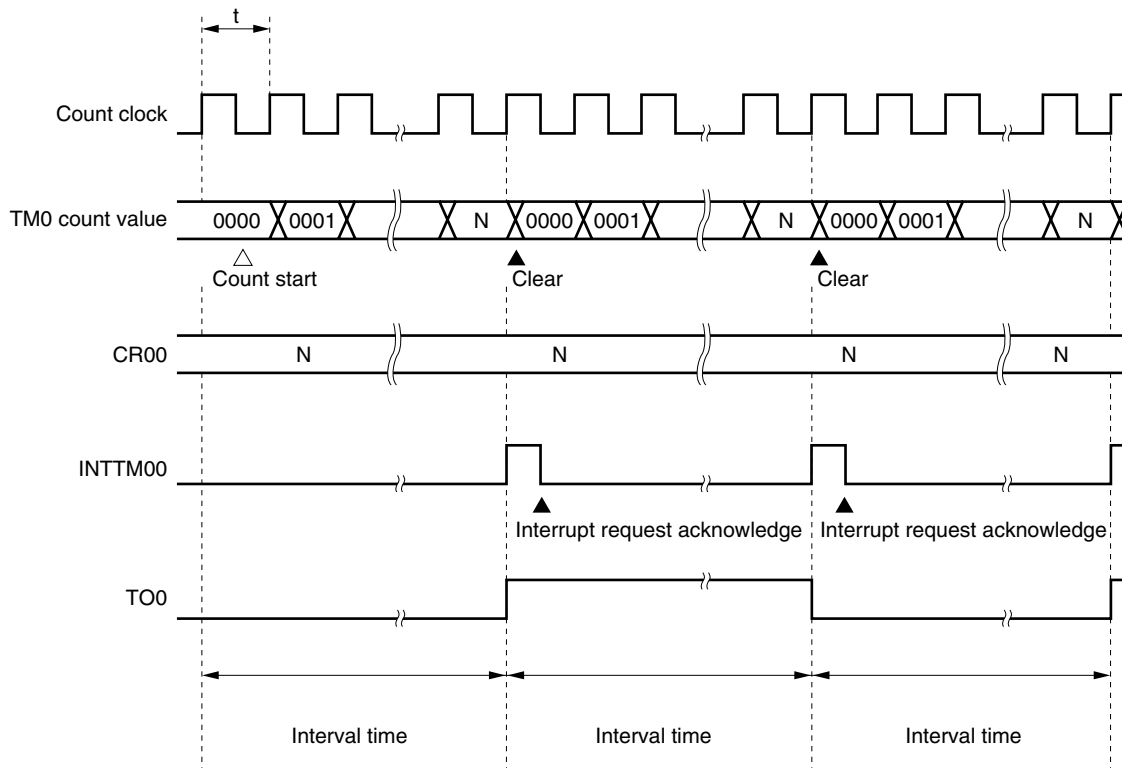 t
Count clock
TM0 count value 0000 0001 N 0000 0001 N 0000 0001 N
Count start Clear Clear
CR00 N N N N
INTTM00
Interrupt request acknowledge Interrupt request acknowledge
TO0
Interval time Interval time Interval time